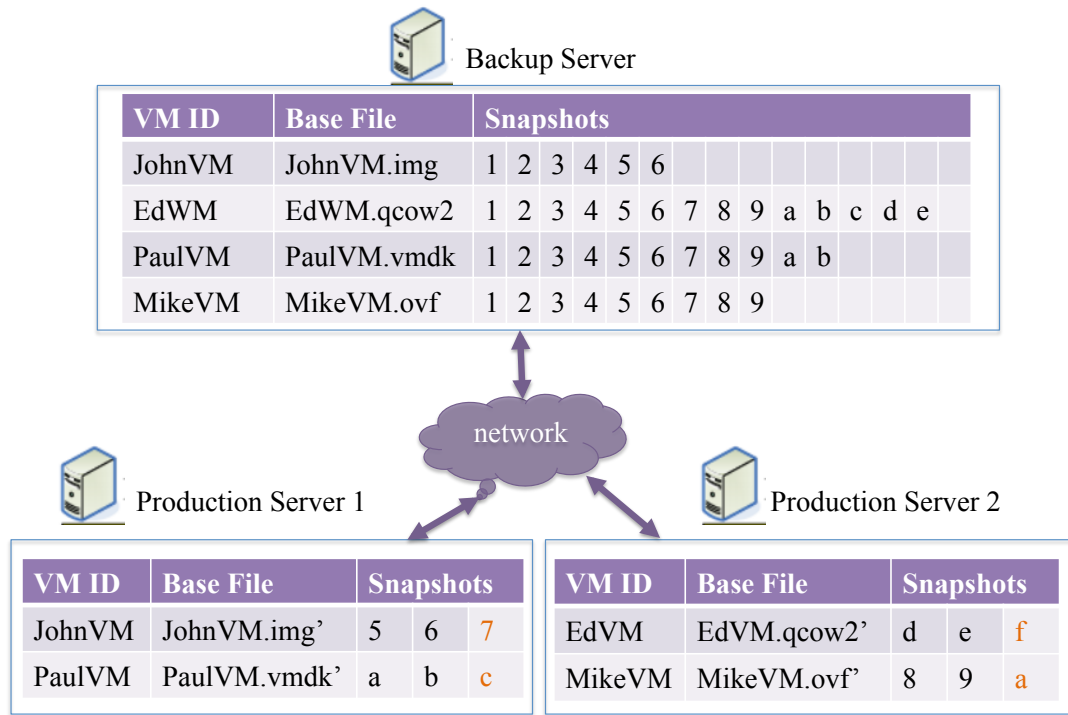 Backup Server
VM ID Base File Snapshots
JohnVM JohnVM.img 1 2 3 4 5 6
EdWM EdWM.qcow2 1 2 3 4 5 6 7 8 9 a b c d e
PaulVM PaulVM.vmdk 1 2 3 4 5 6 7 8 9 a b
MikeVM MikeVM.ovf 1 2 3 4 5 6 7 8 9
network
Production Server 1
VM ID Base File Snapshots
JohnVM JohnVM.img’ 5 6 7
PaulVM PaulVM.vmdk’ a b c
Production Server 2
VM ID Base File Snapshots
EdVM EdVM.qcow2’ d e f
MikeVM MikeVM.ovf’ 8 9 a